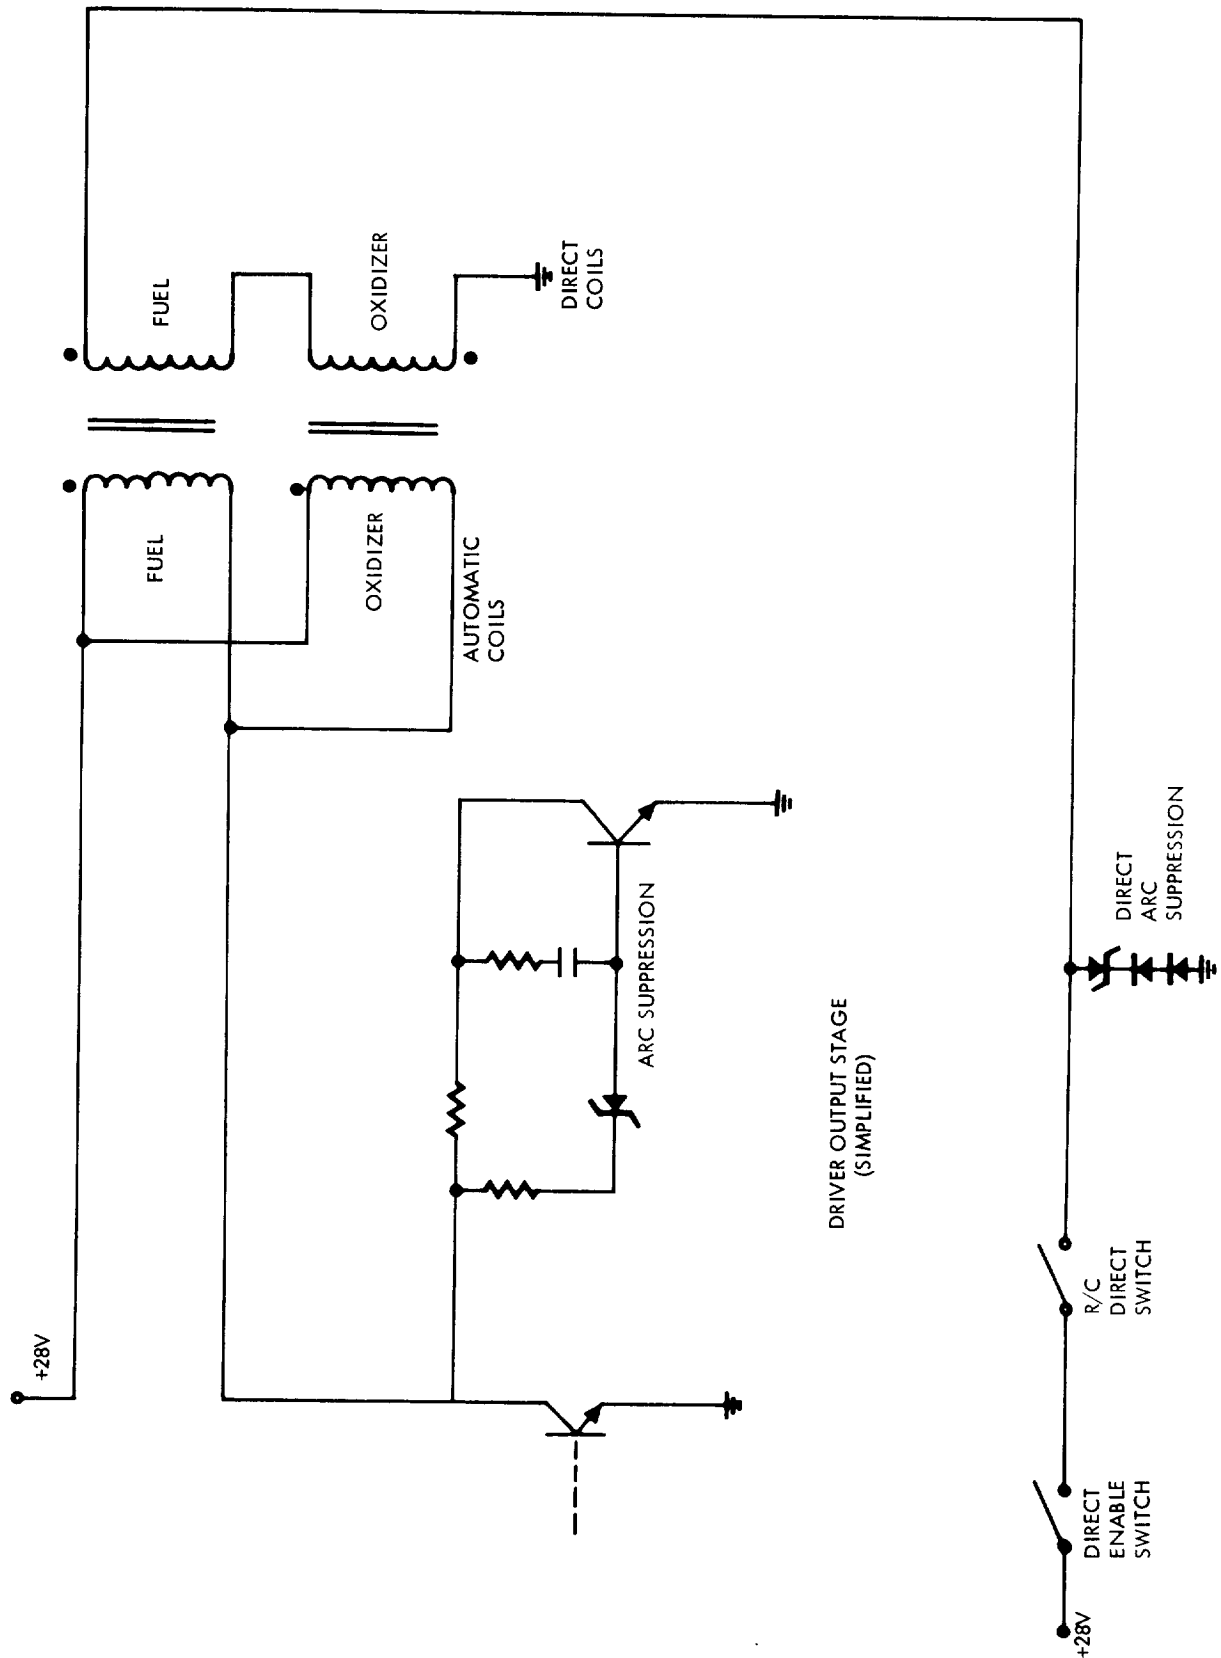 +28V
FUEL
OXIDIZER
AUTOMATIC
COILS
FUEL
OXIDIZER
DIRECT
COILS
ARC SUPPRESSION
DRIVER OUTPUT STAGE
(SIMPLIFIED)
+28V
DIRECT
ENABLE
SWITCH
R/C
DIRECT
SWITCH
DIRECT
ARC
SUPPRESSION